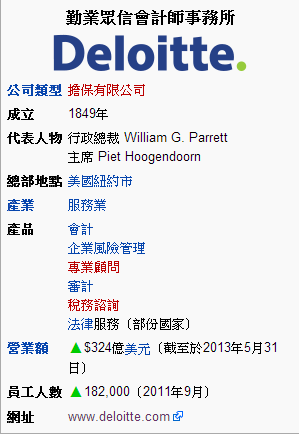 勤業眾信會計師事務所
Deloitte.
公司類型 擔保有限公司
成立 1849年
代表人物 行政總裁 William G. Parrett
主席 Piet Hoogendoorn
總部地點 美國紐約市
產業 服務業
產品 會計
企業風險管理
專業顧問
審計
稅務諮詢
法律服務〔部份國家〕
營業額 ▲$324億美元〔截至於2013年5月31
日〕
員工人數 ▲182,000〔2011年9月〕
網址 www.deloitte.com